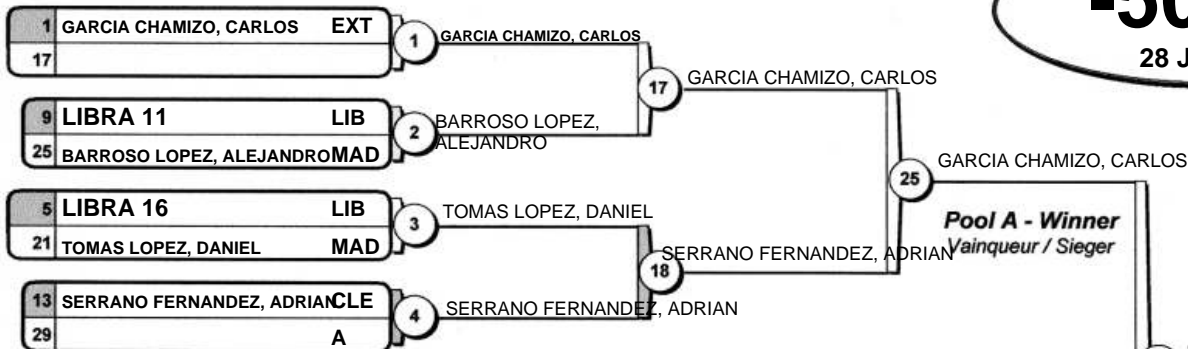 1 GARCIA CHAMIZO, CARLOS EXT
17
1
GARCIA CHAMIZO, CARLOS
9 LIBRA 11 LIB
25 BARROSO LOPEZ, ALEJANDRO MAD
2
BARROSO LOPEZ,
ALEJANDRO
17
GARCIA CHAMIZO, CARLOS
5 LIBRA 16 LIB
21 TOMAS LOPEZ, DANIEL MAD
3
TOMAS LOPEZ, DANIEL
13 SERRANO FERNANDEZ, ADRIAN CLE
29 A
4
SERRANO FERNANDEZ, ADRIAN
18
SERRANO FERNANDEZ, ADRIAN
25
GARCIA CHAMIZO, CARLOS
Pool A - Winner
Vainqueur / Sieger
28 J